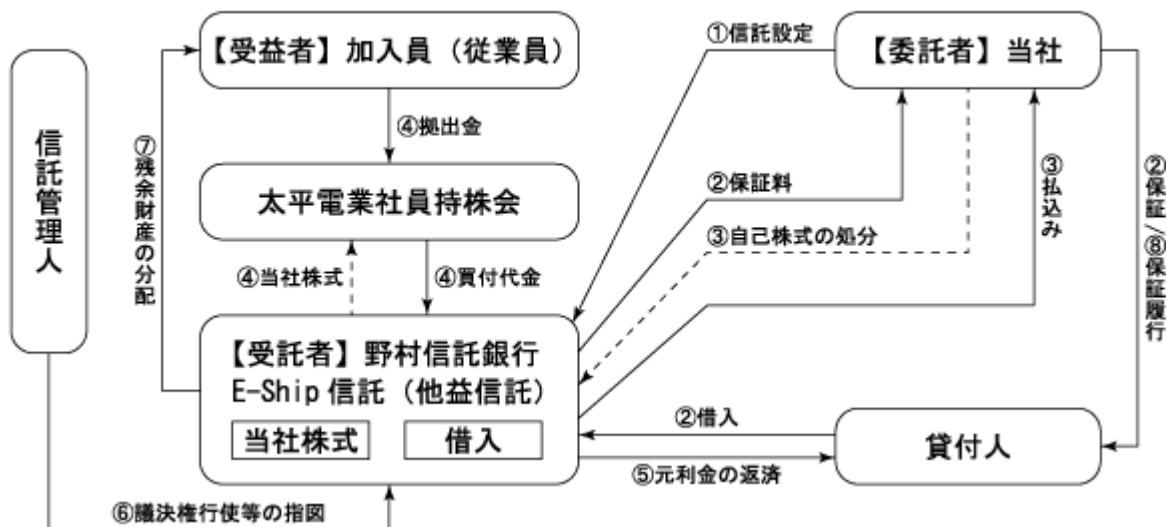 信託管理人
【受益者】加入員（従業員）
④拠出金
太平電業社員持株会
④当社株式
④買付代金
⑦残余財産の分配
【受託者】野村信託銀行
E-Ship 信託（他益信託）
当社株式
借入
⑥議決権行使等の指図
①信託設定
【委託者】当社
②保証料
③自己株式の処分
③払込み
②保証/⑧保証履行
②借入
⑤元利金の返済
貸付人